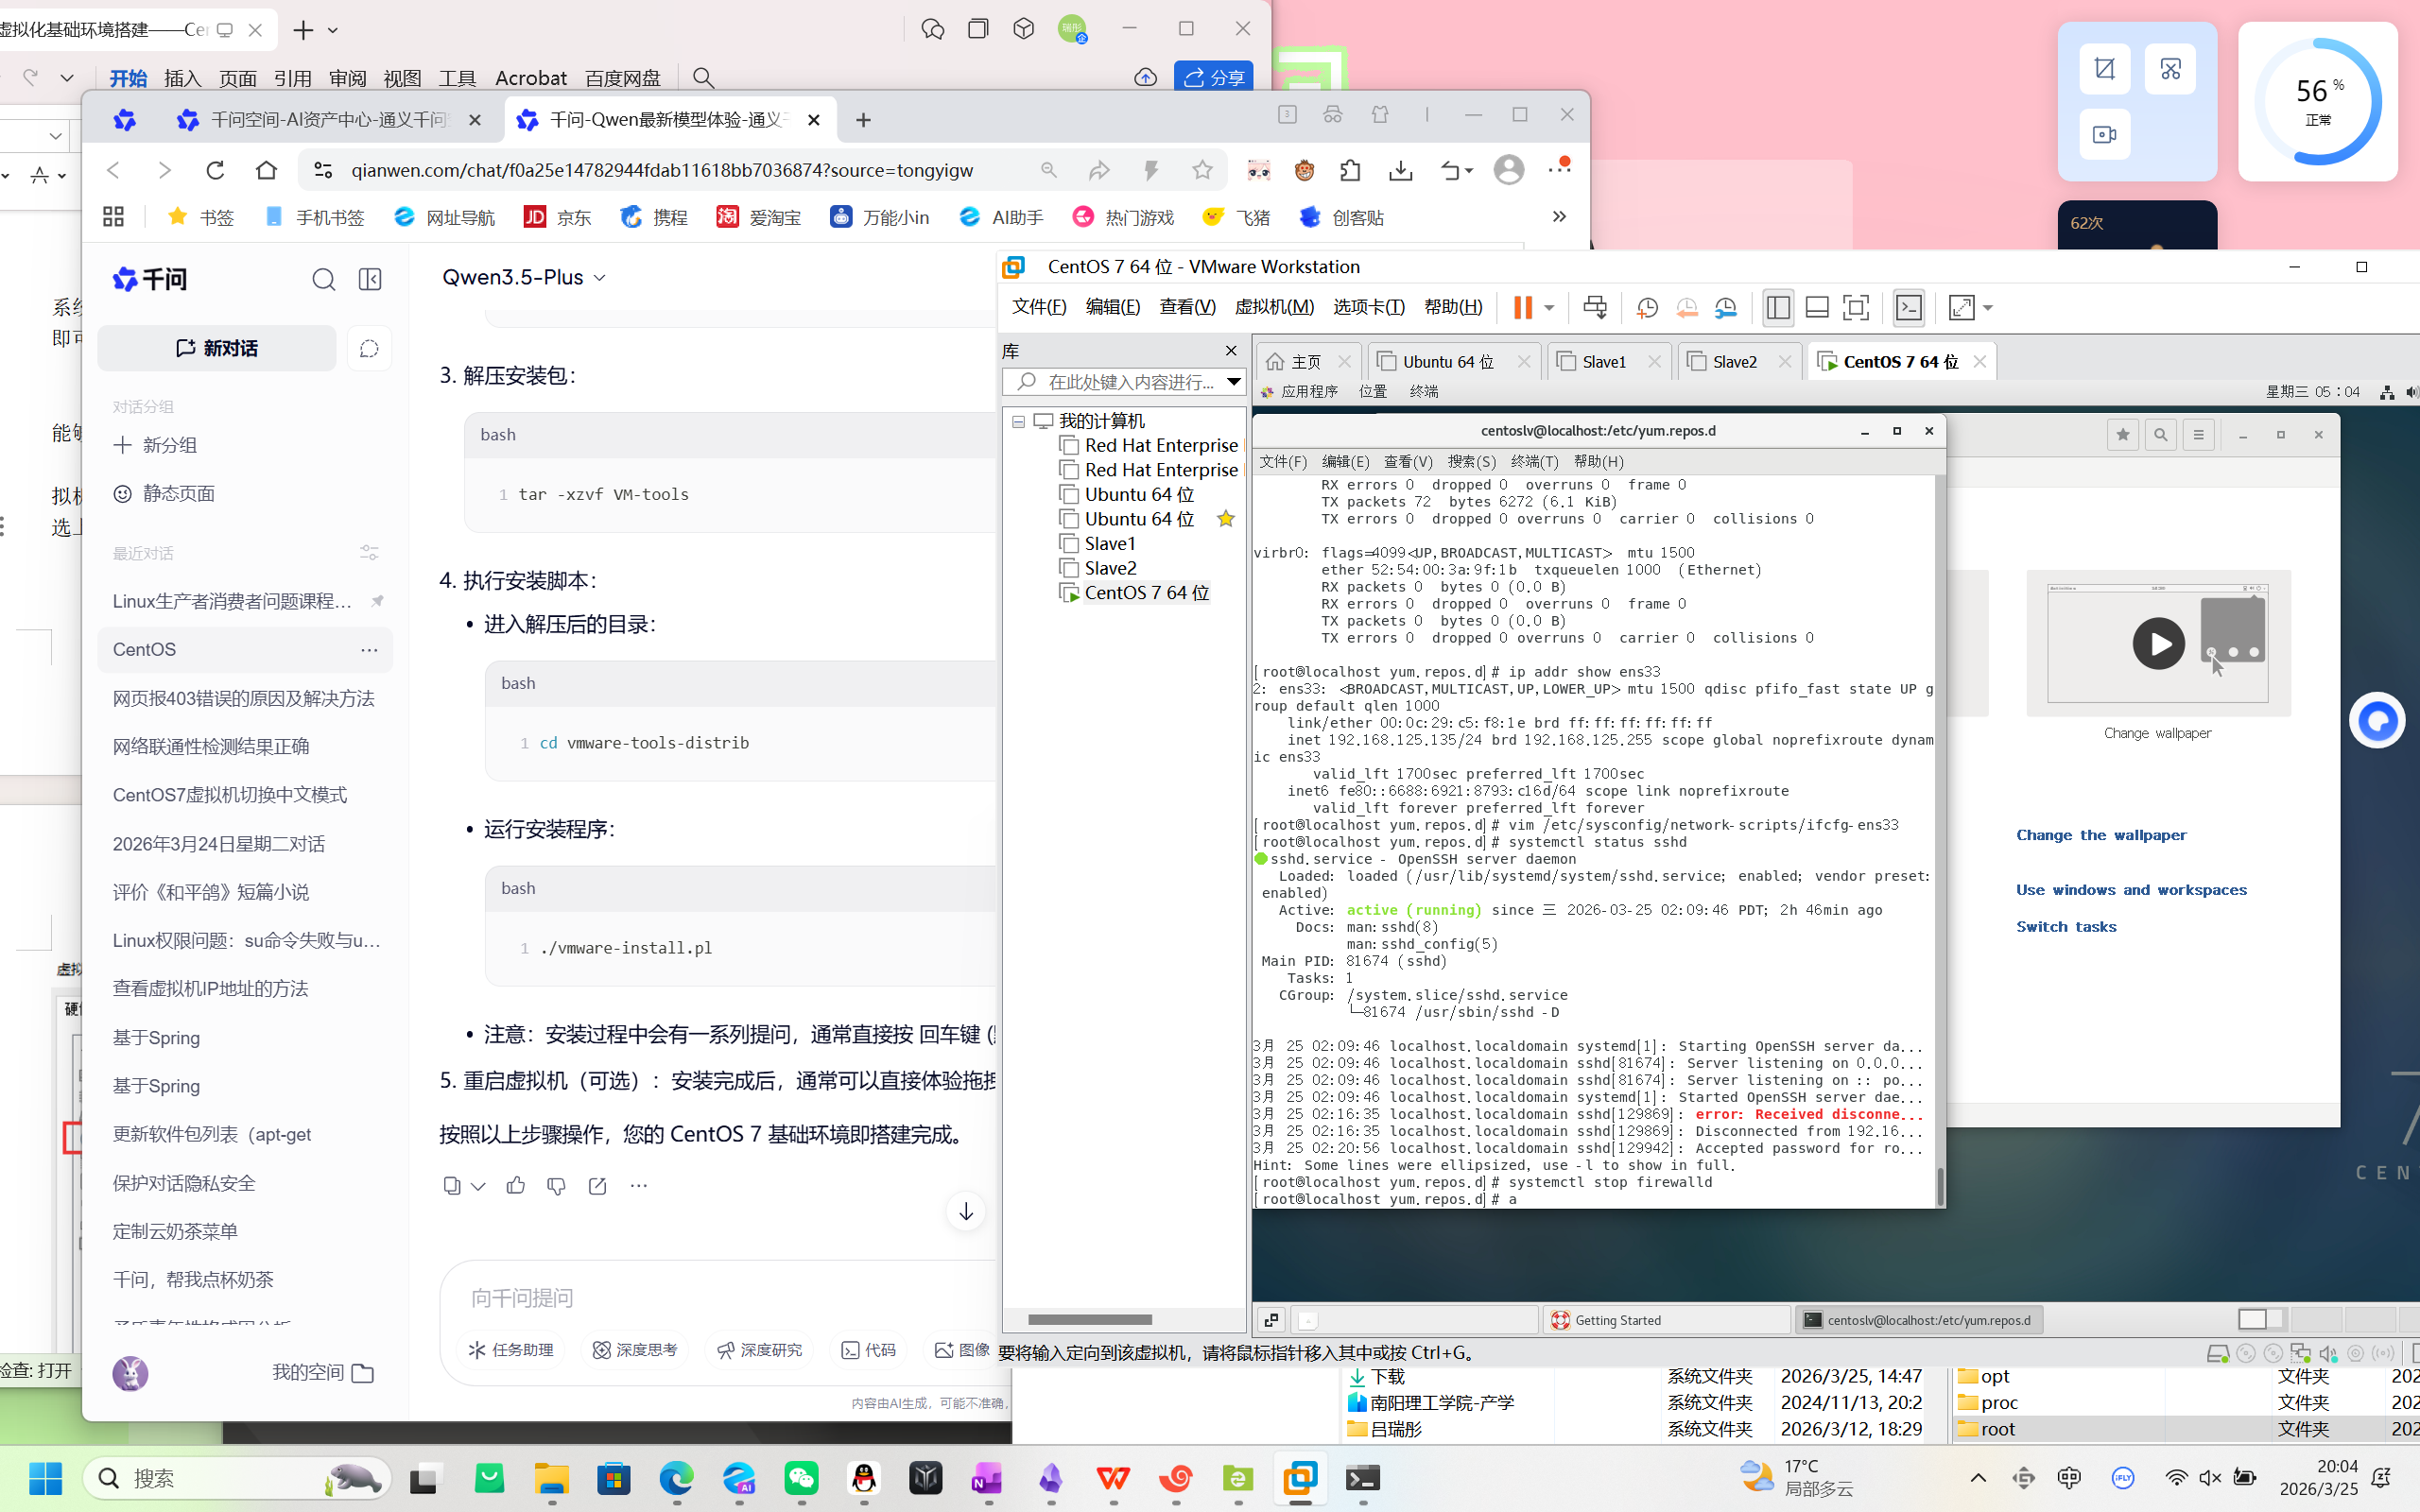 虚拟化基础环境搭建——Cen
开始 插入 页面 引用 审阅 视图 工具 Acrobat 百度网盘
分享
千问空间-AI资产中心-通义千问
千问-Qwen最新模型体验-通义千
qianwen.com/chat/f0a25e14782944fdab11618bb7036874?source=tongyigw
书签 手机书签 网址导航 京东 携程 爱淘宝 万能小in AI助手 热门游戏 飞猪 创客贴
56 %
正常
62次
系统
即可
能够
拟机
选上
虚拟
硬件
检查: 打开
千问
新对话
对话分组
新分组
静态页面
最近对话
Linux生产者消费者问题课程...
CentOS
网页报403错误的原因及解决方法
网络联通性检测结果正确
CentOS7虚拟机切换中文模式
2026年3月24日星期二对话
评价《和平鸽》短篇小说
Linux权限问题：su命令失败与u...
查看虚拟机IP地址的方法
基于Spring
基于Spring
更新软件包列表（apt-get
保护对话隐私安全
定制云奶茶菜单
千问，帮我点杯奶茶
我的空间
Qwen3.5-Plus
3. 解压安装包：
bash
1 tar -xzvf VM-tools
4. 执行安装脚本：
• 进入解压后的目录：
bash
1 cd vmware-tools-distrib
• 运行安装程序：
bash
1 ./vmware-install.pl
• 注意：安装过程中会有一系列提问，通常直接按 回车键 (
5. 重启虚拟机（可选）：安装完成后，通常可以直接体验拖拽
按照以上步骤操作，您的 CentOS 7 基础环境即搭建完成。
向千问提问
任务助理 深度思考 深度研究 代码 图像
内容由AI生成，可能不准确，
CentOS 7 64 位 - VMware Workstation
文件(F) 编辑(E) 查看(V) 虚拟机(M) 选项卡(T) 帮助(H)
库
在此处键入内容进行...
我的计算机
Red Hat Enterprise
Red Hat Enterprise
Ubuntu 64 位
Ubuntu 64 位
Slave1
Slave2
CentOS 7 64 位
主页 Ubuntu 64 位 Slave1 Slave2 CentOS 7 64 位
应用程序 位置 终端
星期三 05：04
centoslv@localhost:/etc/yum.repos.d
文件(F) 编辑(E) 查看(V) 搜索(S) 终端(T) 帮助(H)
RX errors 0 dropped 0 overruns 0 frame 0
TX packets 72 bytes 6272 (6.1 KiB)
TX errors 0 dropped 0 overruns 0 carrier 0 collisions 0
virbr0: flags=4099<UP,BROADCAST,MULTICAST> mtu 1500
ether 52:54:00:3a:9f:1b txqueuelen 1000 (Ethernet)
RX packets 0 bytes 0 (0.0 B)
RX errors 0 dropped 0 overruns 0 frame 0
TX packets 0 bytes 0 (0.0 B)
TX errors 0 dropped 0 overruns 0 carrier 0 collisions 0
[root@localhost yum.repos.d]# ip addr show ens33
2: ens33: <BROADCAST,MULTICAST,UP,LOWER_UP> mtu 1500 qdisc pfifo_fast state UP g
roup default qlen 1000
link/ether 00:0c:29:c5:f8:1e brd ff:ff:ff:ff:ff:ff
inet 192.168.125.135/24 brd 192.168.125.255 scope global noprefixroute dynam
ic ens33
valid_lft 1700sec preferred_lft 1700sec
inet6 fe80::6688:6921:8793:c16d/64 scope link noprefixroute
valid_lft forever preferred_lft forever
[root@localhost yum.repos.d]# vim /etc/sysconfig/network-scripts/ifcfg-ens33
[root@localhost yum.repos.d]# systemctl status sshd
● sshd.service - OpenSSH server daemon
Loaded: loaded (/usr/lib/systemd/system/sshd.service; enabled; vendor preset:
enabled)
Active: active (running) since 三 2026-03-25 02:09:46 PDT; 2h 46min ago
Docs: man:sshd(8)
man:sshd_config(5)
Main PID: 81674 (sshd)
Tasks: 1
CGroup: /system.slice/sshd.service
└─81674 /usr/sbin/sshd -D
3月 25 02:09:46 localhost.localdomain systemd[1]: Starting OpenSSH server da...
3月 25 02:09:46 localhost.localdomain sshd[81674]: Server listening on 0.0.0...
3月 25 02:09:46 localhost.localdomain sshd[81674]: Server listening on :: po...
3月 25 02:09:46 localhost.localdomain systemd[1]: Started OpenSSH server dae...
3月 25 02:16:35 localhost.localdomain sshd[129869]: error: Received disconne...
3月 25 02:16:35 localhost.localdomain sshd[129869]: Disconnected from 192.16...
3月 25 02:20:56 localhost.localdomain sshd[129942]: Accepted password for ro...
Hint: Some lines were ellipsized, use -l to show in full.
[root@localhost yum.repos.d]# systemctl stop firewalld
[root@localhost yum.repos.d]# a
Change wallpaper
Change the wallpaper
Use windows and workspaces
Switch tasks
CEN
Getting Started
centoslv@localhost:/etc/yum.repos.d
要将输入定向到该虚拟机，请将鼠标指针移入其中或按 Ctrl+G。
下载 系统文件夹 2026/3/25, 14:47
南阳理工学院-产学 系统文件夹 2024/11/13, 20:2
吕瑞彤 系统文件夹 2026/3/12, 18:29
opt 文件夹 202
proc 文件夹 202
root 文件夹 202
搜索
17°C
局部多云
中
20:04
2026/3/25